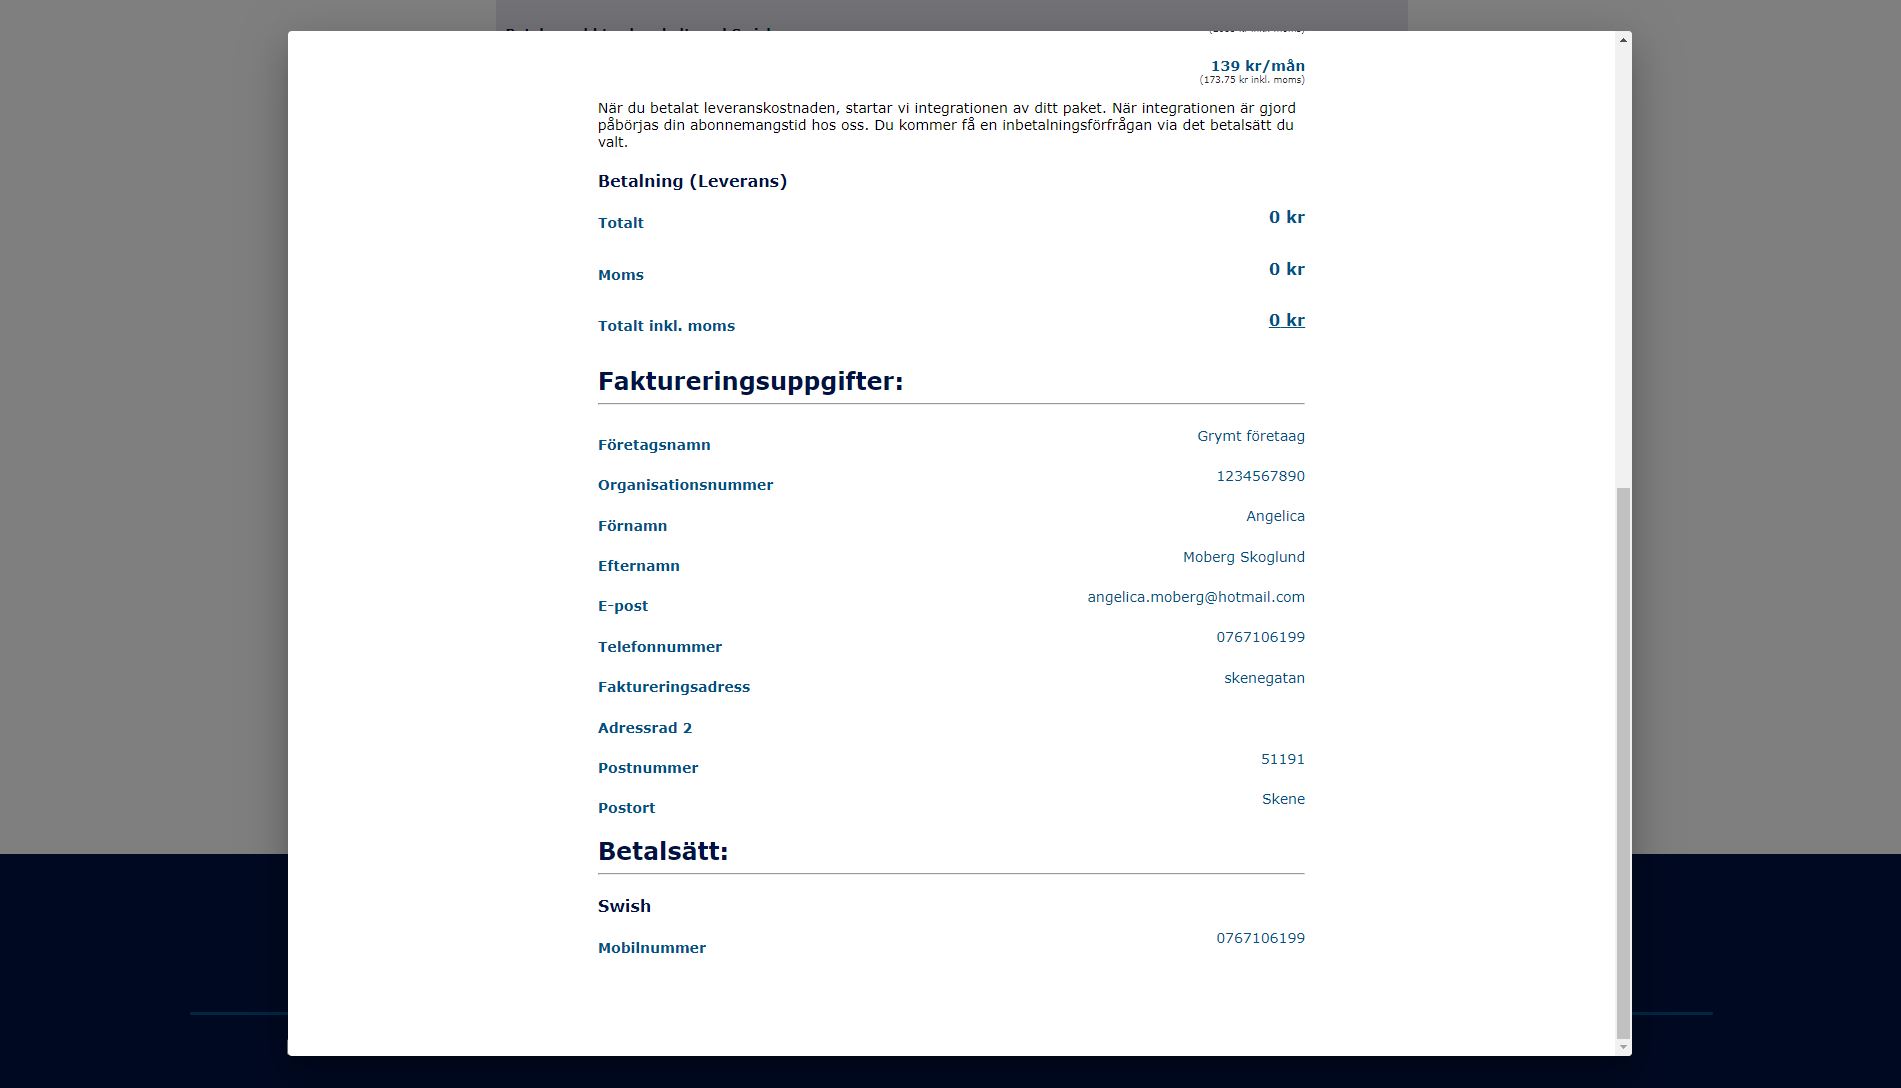 139 kr/mån
(173.75 kr inkl. moms)
När du betalat leveranskostnaden, startar vi integrationen av ditt paket. När integrationen är gjord
påbörjas din abonnemangstid hos oss. Du kommer få en inbetalningsförfrågan via det betalsätt du
valt.
Betalning (Leverans)
Totalt 0 kr
Moms 0 kr
Totalt inkl. moms 0 kr
Faktureringsuppgifter:
Företagsnamn Grymt företaag
Organisationsnummer 1234567890
Förnamn Angelica
Efternamn Moberg Skoglund
E-post angelica.moberg@hotmail.com
Telefonnummer 0767106199
Faktureringsadress skenegatan
Adressrad 2
Postnummer 51191
Postort Skene
Betalsätt:
Swish
Mobilnummer 0767106199